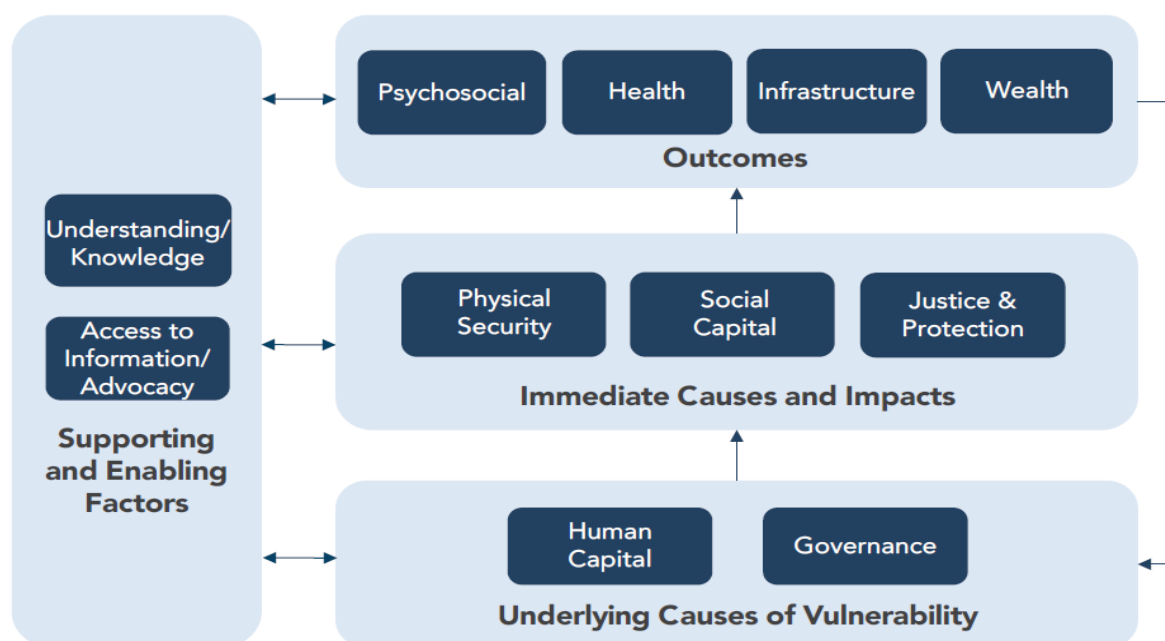 Psychosocial
Health
Infrastructure
Wealth
Outcomes
Understanding/
Knowledge
Access to
Information/
Advocacy
Supporting
and Enabling
Factors
Physical
Security
Social
Capital
Justice &
Protection
Immediate Causes and Impacts
Human
Capital
Governance
Underlying Causes of Vulnerability